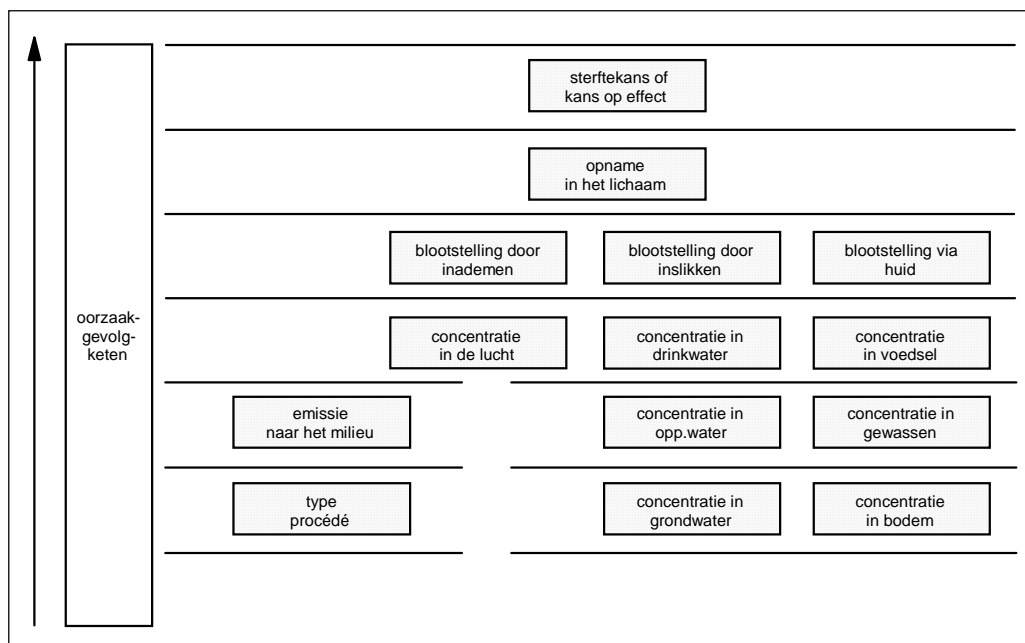 sterftekans of
kans op effect
opname
in het lichaam
blootstelling door
inademen
blootstelling door
inslikken
blootstelling via
huid
oorzaak-
gevolg-
keten
concentratie
in de lucht
concentratie in
drinkwater
concentratie
in voedsel
emissie
naar het milieu
concentratie in
opp.water
concentratie in
gewassen
type
procédé
concentratie in
grondwater
concentratie
in bodem